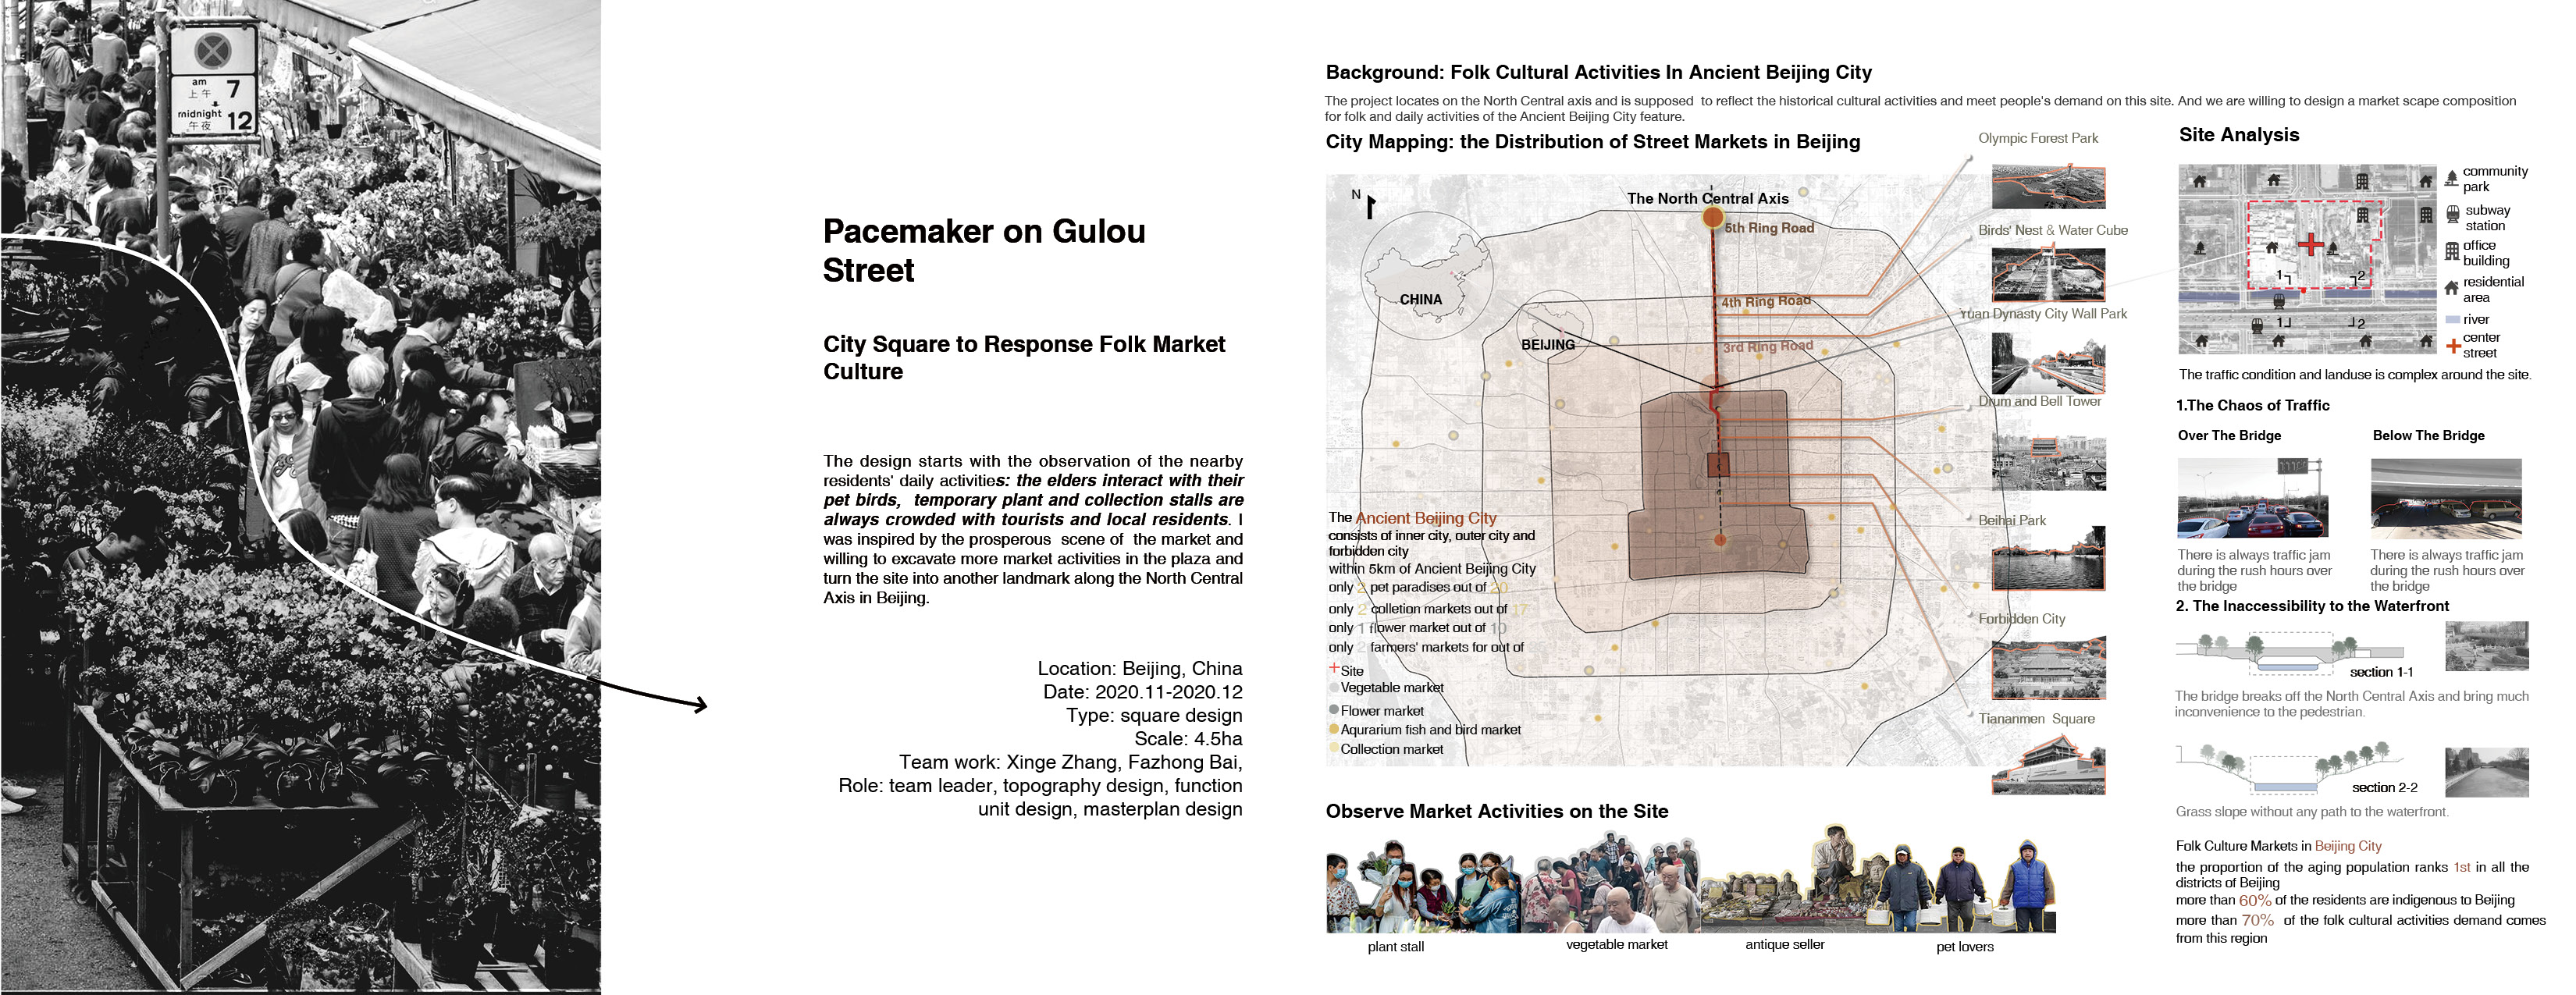 am
上午 7
midnight
午夜 12
Pacemaker on Gulou
Street
City Square to Response Folk Market
Culture
The design starts with the observation of the nearby
residents' daily activities: the elders interact with their
pet birds, temporary plant and collection stalls are
always crowded with tourists and local residents. I
was inspired by the prosperous scene of the market and
willing to excavate more market activities in the plaza and
turn the site into another landmark along the North Central
Axis in Beijing.
Location: Beijing, China
Date: 2020.11-2020.12
Type: square design
Scale: 4.5ha
Team work: Xinge Zhang, Fazhong Bai,
Role: team leader, topography design, function
unit design, masterplan design
Background: Folk Cultural Activities In Ancient Beijing City
The project locates on the North Central axis and is supposed to reflect the historical cultural activities and meet people's demand on this site. And we are willing to design a market scape composition
for folk and daily activities of the Ancient Beijing City feature.
City Mapping: the Distribution of Street Markets in Beijing
N
The North Central Axis
5th Ring Road
4th Ring Road
3rd Ring Road
CHINA
BEIJING
The Ancient Beijing City
consists of inner city, outer city and
forbidden city
within 5km of Ancient Beijing City
only 2 pet paradises out of 20
only 2 colletion markets out of 17
only 1 flower market out of 10
only 2 farmers' markets for out of
Site
Vegetable market
Flower market
Aqurarium fish and bird market
Collection market
Olympic Forest Park
Birds' Nest & Water Cube
Yuan Dynasty City Wall Park
Drum and Bell Tower
Beihai Park
Forbidden City
Tiananmen Square
Observe Market Activities on the Site
plant stall
vegetable market
antique seller
pet lovers
Site Analysis
1
2
1
2
community
park
subway
station
office
building
residential
area
river
center
street
The traffic condition and landuse is complex around the site.
1.The Chaos of Traffic
Over The Bridge
Below The Bridge
There is always traffic jam
during the rush hours over
the bridge
There is always traffic jam
during the rush hours over
the bridge
2. The Inaccessibility to the Waterfront
section 1-1
The bridge breaks off the North Central Axis and bring much
inconvenience to the pedestrian.
section 2-2
Grass slope without any path to the waterfront.
Folk Culture Markets in Beijing City
the proportion of the aging population ranks 1st in all the
districts of Beijing
more than 60% of the residents are indigenous to Beijing
more than 70% of the folk cultural activities demand comes
from this region